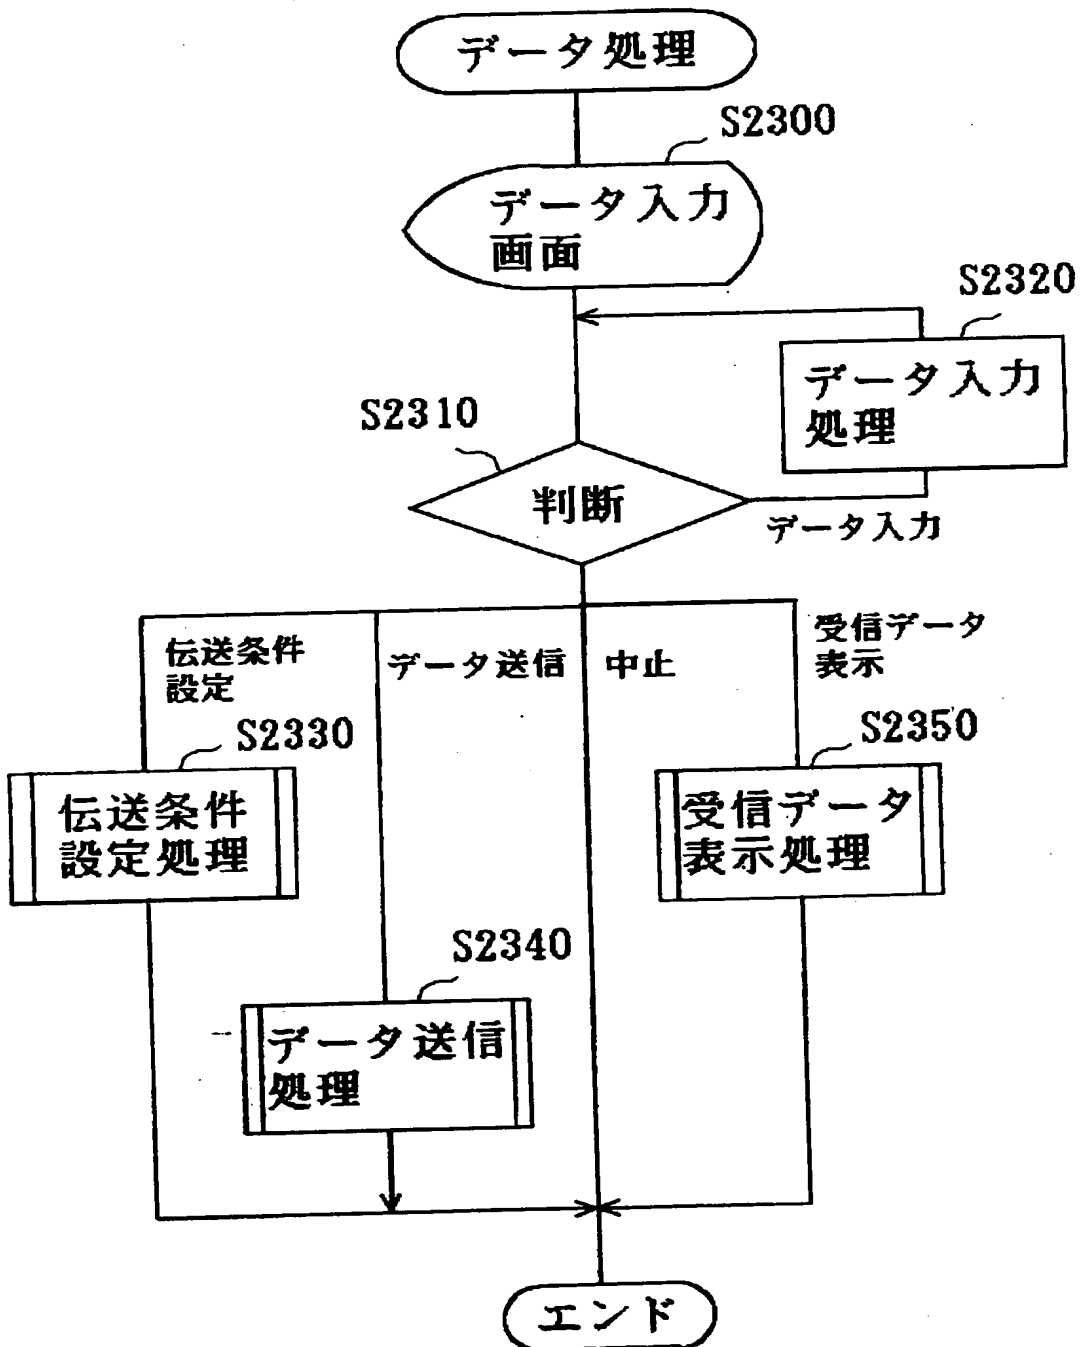 データ処理
S2300
データ入力
画面
S2320
データ入力
処理
S2310
判断
データ入力
伝送条件
設定
データ送信
中止
受信データ
表示
S2330
伝送条件
設定処理
S2350
受信データ
表示処理
S2340
データ送信
処理
エンド